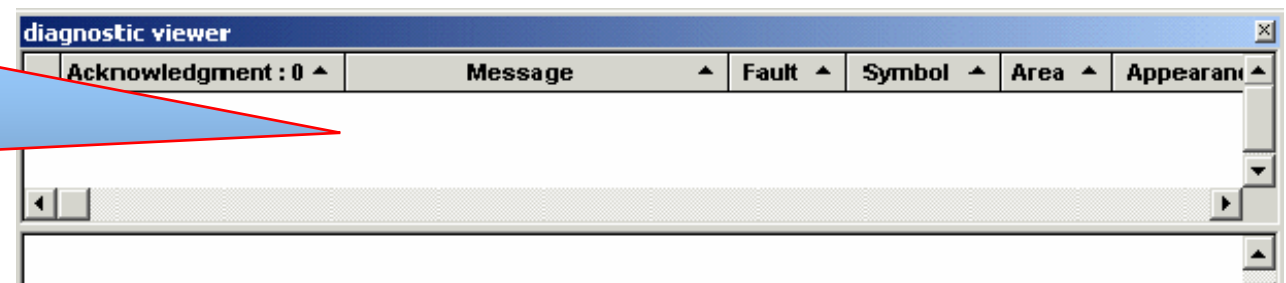 diagnostic viewer
Acknowledgment : 0 Message Fault Symbol Area Appearan